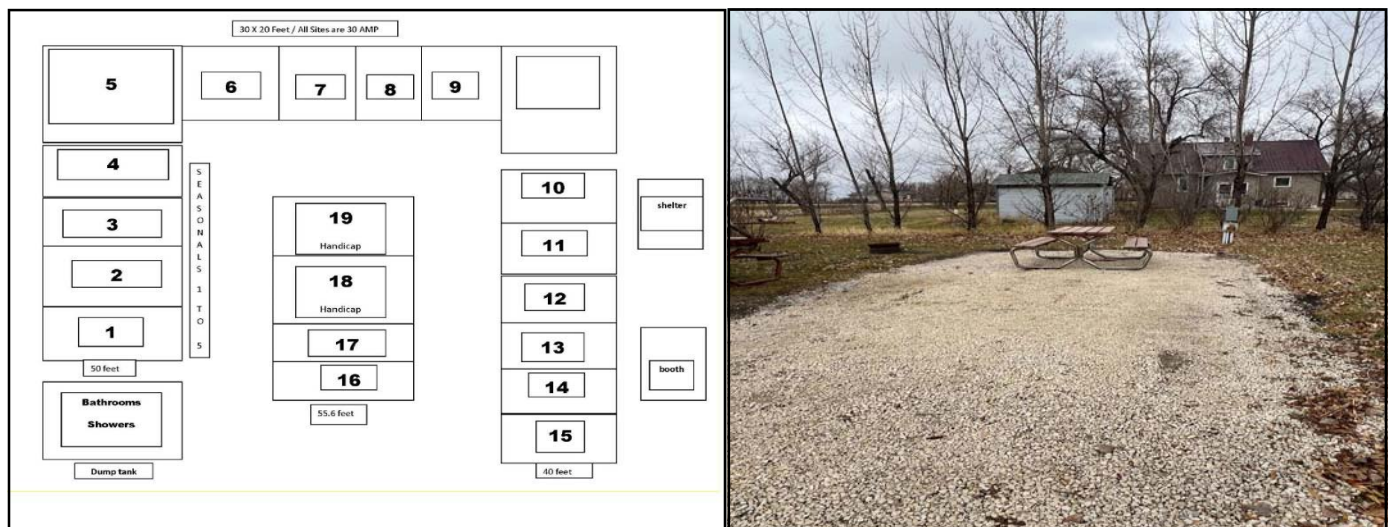 30 X 20 Feet / All Sites are 30 AMP
5
6
7
8
9
4
3
2
1
50 feet
SEASONALS 1 TO 5
Bathrooms
Showers
Dump tank
19
Handicap
18
Handicap
17
16
55.6 feet
10
11
12
13
14
15
40 feet
shelter
booth